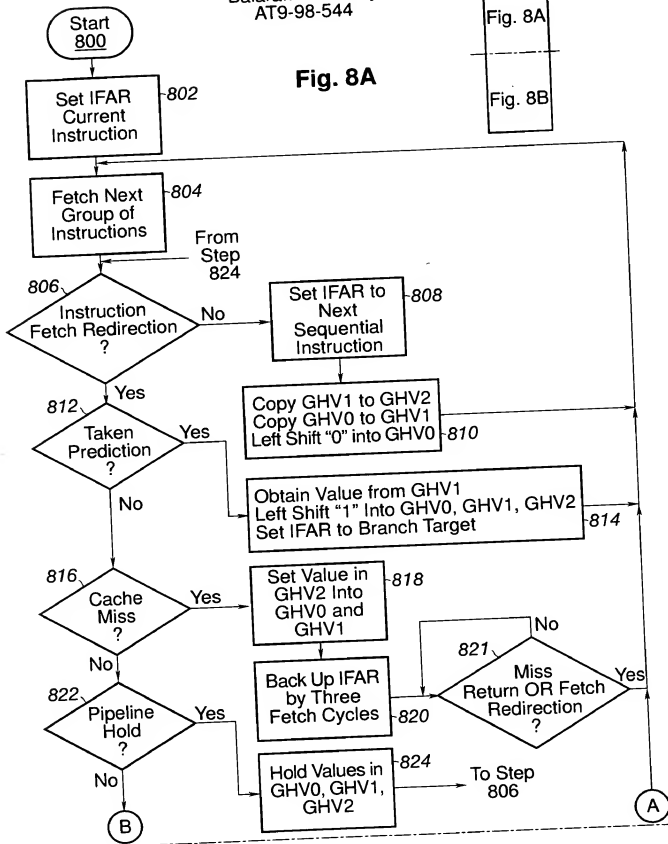 AT9-98-544
Fig. 8A
Fig. 8A
Fig. 8B
Start
800
Set IFAR
Current
Instruction
802
Fetch Next
Group of
Instructions
804
From
Step
824
806
Instruction
Fetch Redirection
?
No
Yes
Set IFAR to
Next
Sequential
Instruction
808
Copy GHV1 to GHV2
Copy GHV0 to GHV1
Left Shift "0" into GHV0
810
812
Taken
Prediction
?
Yes
No
Obtain Value from GHV1
Left Shift "1" Into GHV0, GHV1, GHV2
Set IFAR to Branch Target
814
816
Cache
Miss
?
Yes
No
Set Value in
GHV2 Into
GHV0 and
GHV1
818
Back Up IFAR
by Three
Fetch Cycles
820
821
Miss
Return OR Fetch
Redirection
?
No
Yes
822
Pipeline
Hold
?
Yes
No
Hold Values in
GHV0, GHV1,
GHV2
824
To Step
806
B
A